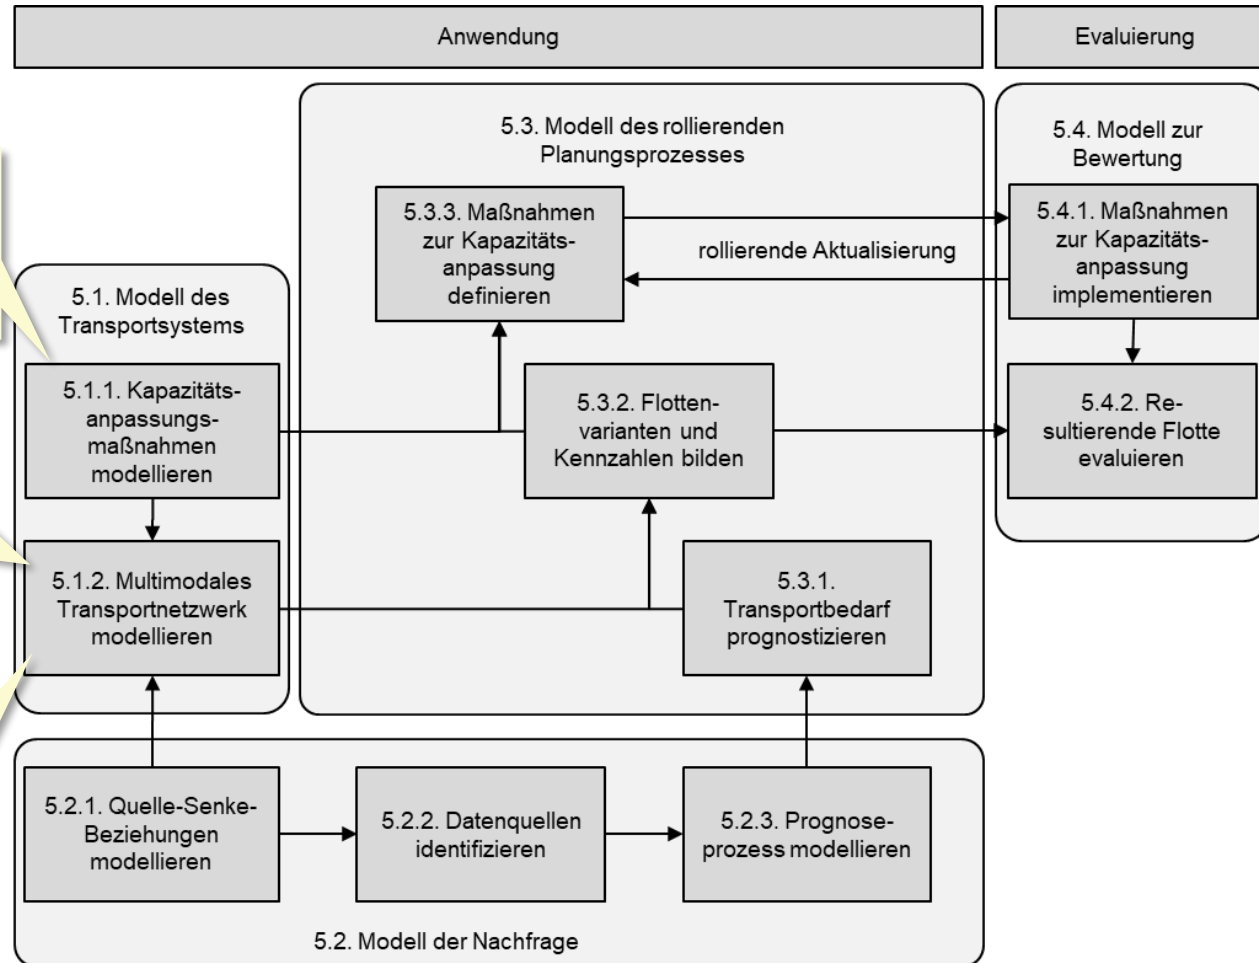 Anwendung
Evaluierung
5.3. Modell des rollierenden
Planungsprozesses
5.4. Modell zur
Bewertung
5.3.3. Maßnahmen
zur Kapazitäts-
anpassung
definieren
rollierende Aktualisierung
5.4.1. Maßnahmen
zur Kapazitäts-
anpassung
implementieren
5.1. Modell des
Transportsystems
5.1.1. Kapazitäts-
anpassungs-
maßnahmen
modellieren
5.3.2. Flotten-
varianten und
Kennzahlen bilden
5.4.2. Re-
sultierende Flotte
evaluieren
5.1.2. Multimodales
Transportnetzwerk
modellieren
5.3.1.
Transportbedarf
prognostizieren
5.2.1. Quelle-Senke-
Beziehungen
modellieren
5.2.2. Datenquellen
identifizieren
5.2.3. Prognose-
prozess modellieren
5.2. Modell der Nachfrage